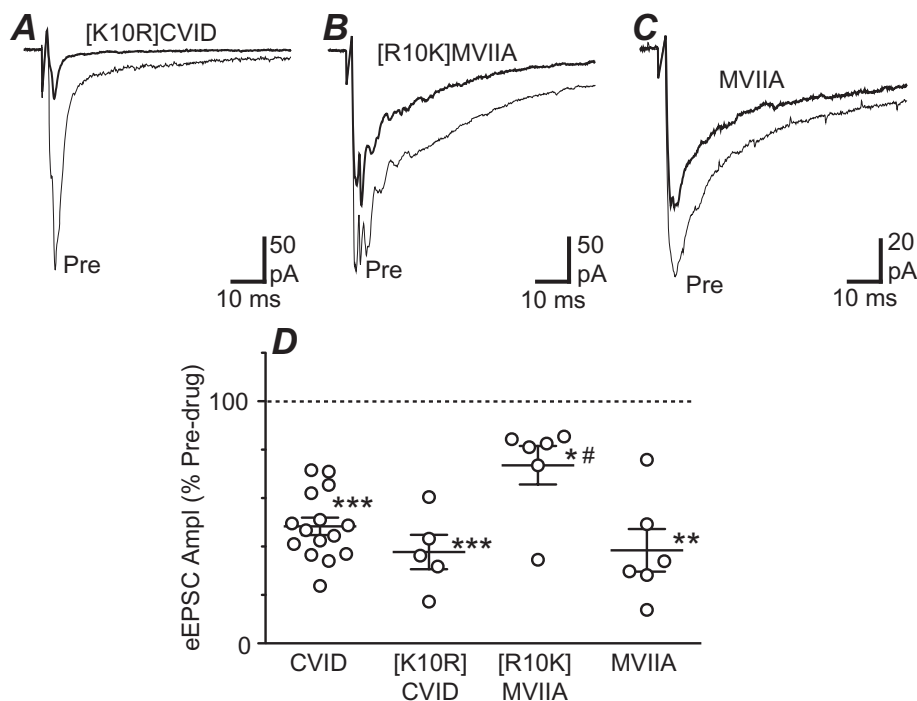 A
[K10R]CVID
Pre
50
pA
10 ms
B
[R10K]MVIIA
Pre
50
pA
10 ms
C
MVIIA
Pre
20
pA
10 ms
D
eEPSC Ampl (% Pre-drug)
100
0
***
***
*#
**
CVID
[K10R]
CVID
[R10K]
MVIIA
MVIIA